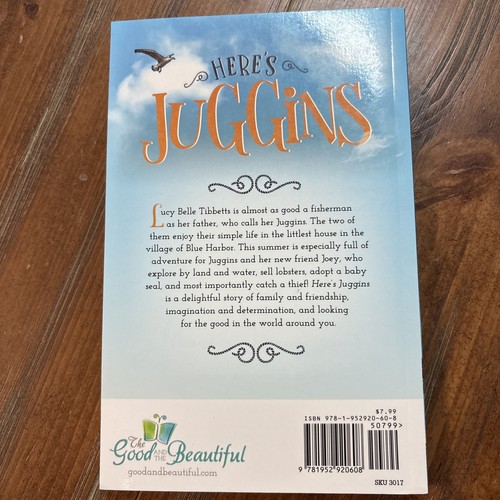 HERE'S
JUGGINS
Lucy Belle Tibbetts is almost as good a fisherman
as her father, who calls her Juggins. The two of
them enjoy their simple life in the littlest house in the
village of Blue Harbor. This summer is especially full of
adventure for Juggins and her new friend Joey, who
explore by land and water, sell lobsters, adopt a baby
seal, and most importantly catch a thief! Here's Juggins
is a delightful story of family and friendship,
imagination and determination, and looking
for the good in the world around you.
The
Good AND THE Beautiful
goodandbeautiful.com
$7.99
ISBN 978-1-952920-60-8
50799>
9 781952 920608
SKU 3017